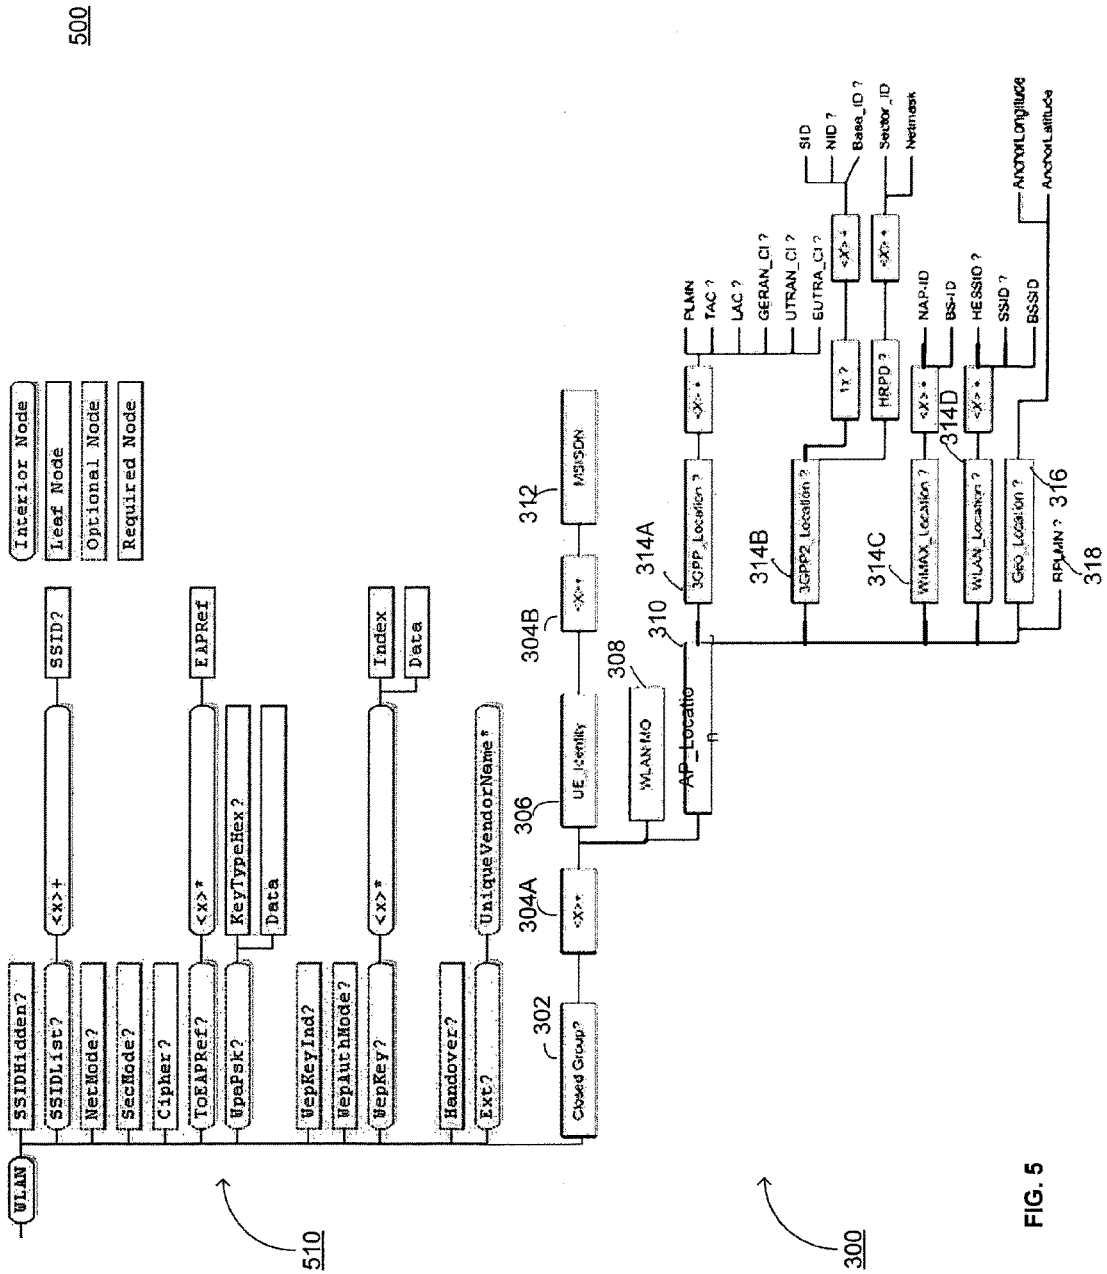 500
Interior Node
Leaf Node
Optional Node
Required Node
WLAN
SSIDHidden?
SSIDList?
<x>+
SSID?
NetMode?
SecMode?
Cipher?
ToEAPRef?
<x>*
EAPRef
WpaPsk?
KeyTypeHex?
Data
WepKeyInd?
WepAuthMode?
WepKey?
<x>*
Index
Data
Handover?
Ext?
UniqueVendorName*
510
302
Closed Group?
304A
<X>+
306
UE_Identity
304B
<X>+
312
MSISDN
308
WLAN MO
310
AP_Locatio
n
314A
3GPP_Location ?
<X>+
PLMN
TAC ?
LAC ?
GERAN_CI ?
UTRAN_CI ?
EUTRA_CI ?
314B
3GPP2_Location ?
1x ?
<X>+
SID
NID ?
Base_ID ?
HRPD ?
<X>+
Sector_ID
Netmask
314C
WiMAX_Location ?
<X>+
NAP-ID
BS-ID
314D
WLAN_Location ?
<X>+
HESSID ?
SSID ?
BSSID
316
Geo_Location ?
AnchorLongitude
AnchorLatitude
RPLMN ?
318
300
FIG. 5